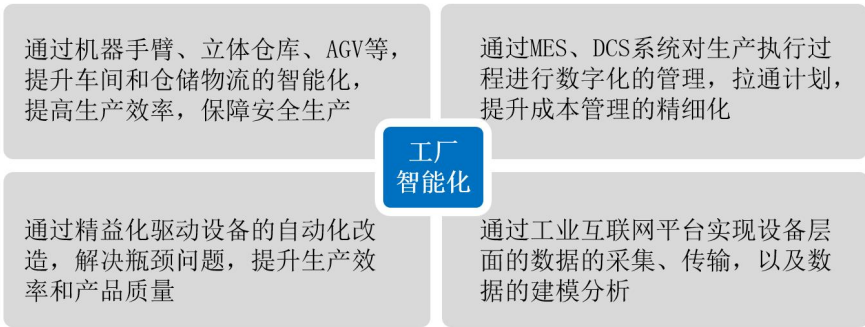 通过机器手臂、立体仓库、AGV等，
提升车间和仓储物流的智能化，
提高生产效率，保障安全生产
通过MES、DCS系统对生产执行过
程进行数字化的管理，拉通计划，
提升成本管理的精细化
工厂
智能化
通过精益化驱动设备的自动化改
造，解决瓶颈问题，提升生产效
率和产品质量
通过工业互联网平台实现设备层
面的数据的采集、传输，以及数
据的建模分析